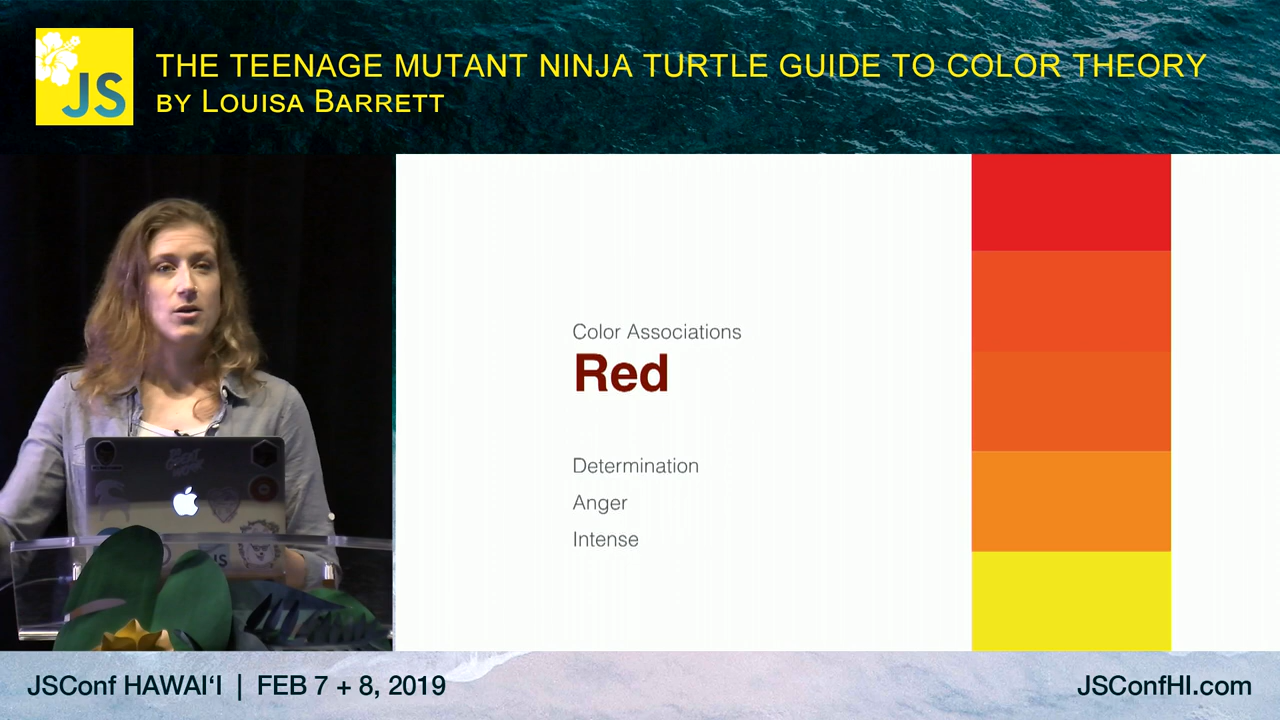 JS
THE TEENAGE MUTANT NINJA TURTLE GUIDE TO COLOR THEORY
BY LOUISA BARRETT
Color Associations
Red
Determination
Anger
Intense
JS
JSConf HAWAI‘I | FEB 7 + 8, 2019
JSConfHI.com